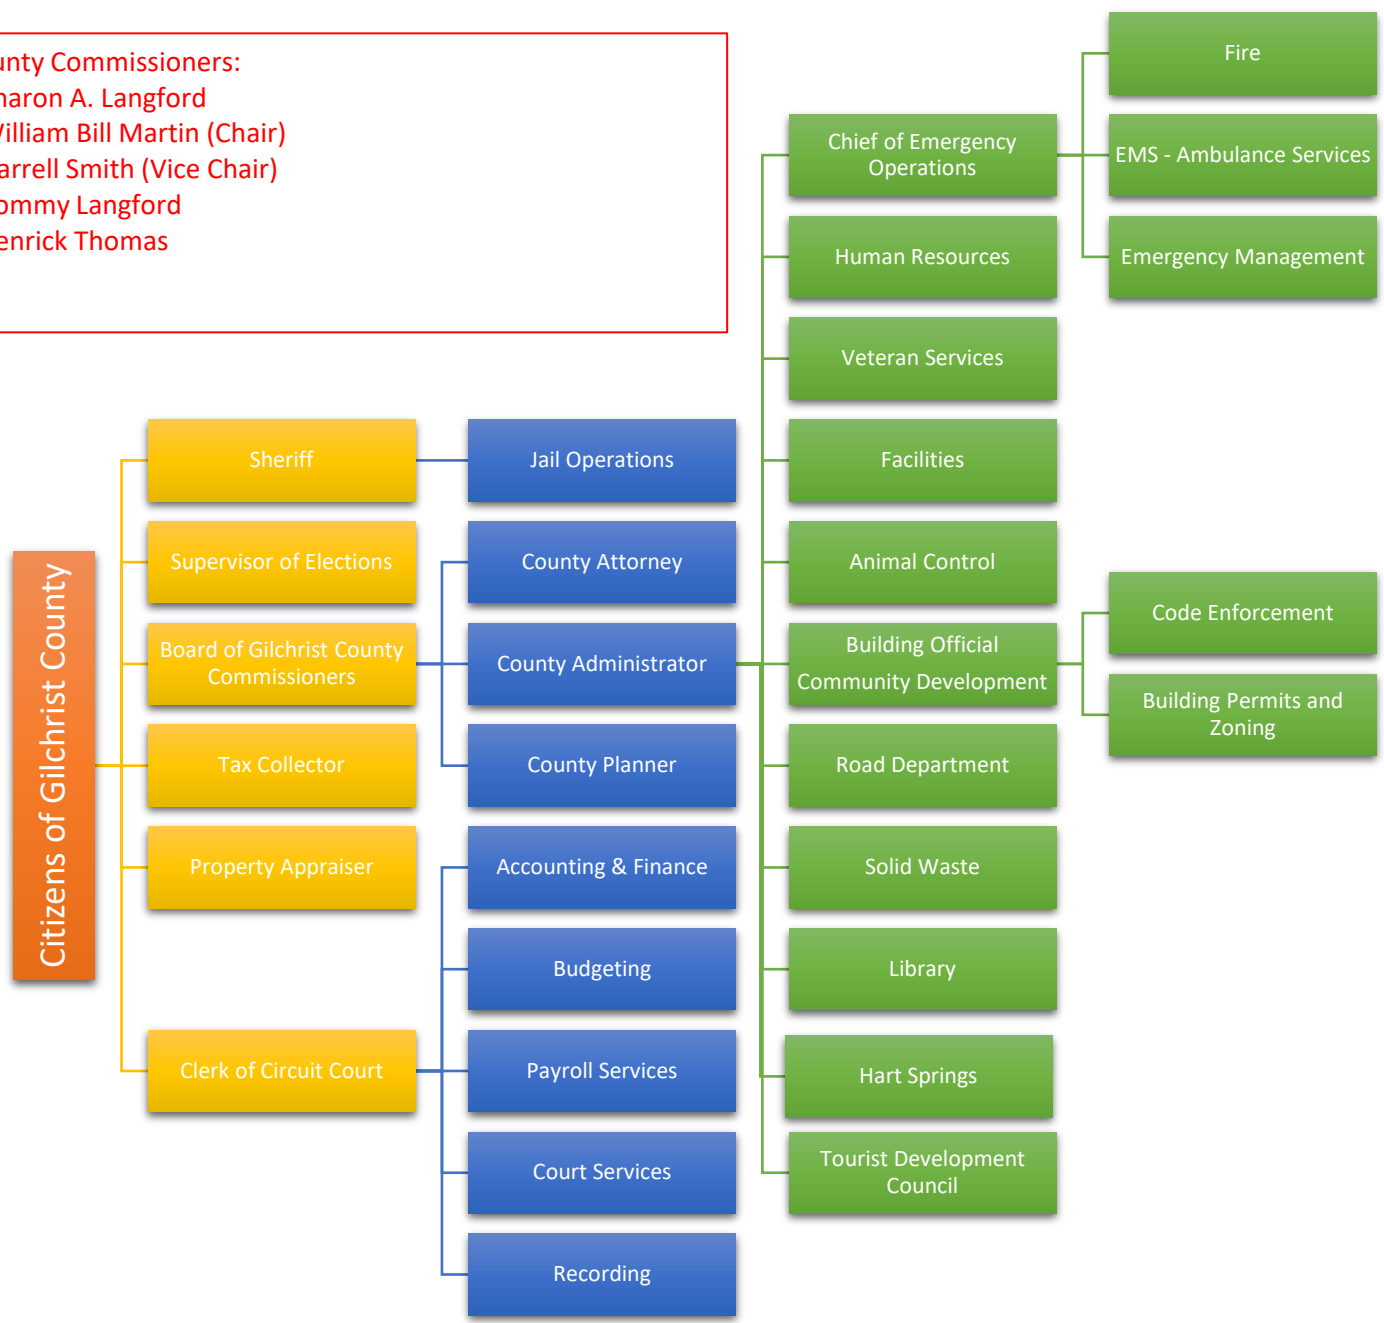 unty Commissioners:
haron A. Langford
William Bill Martin (Chair)
arrell Smith (Vice Chair)
ommy Langford
enrick Thomas
Citizens of Gilchrist County
Sheriff
Supervisor of Elections
Board of Gilchrist County
Commissioners
Tax Collector
Property Appraiser
Clerk of Circuit Court
Jail Operations
County Attorney
County Administrator
County Planner
Accounting & Finance
Budgeting
Payroll Services
Court Services
Recording
Chief of Emergency
Operations
Human Resources
Veteran Services
Facilities
Animal Control
Building Official
Community Development
Road Department
Solid Waste
Library
Hart Springs
Tourist Development
Council
Fire
EMS - Ambulance Services
Emergency Management
Code Enforcement
Building Permits and
Zoning